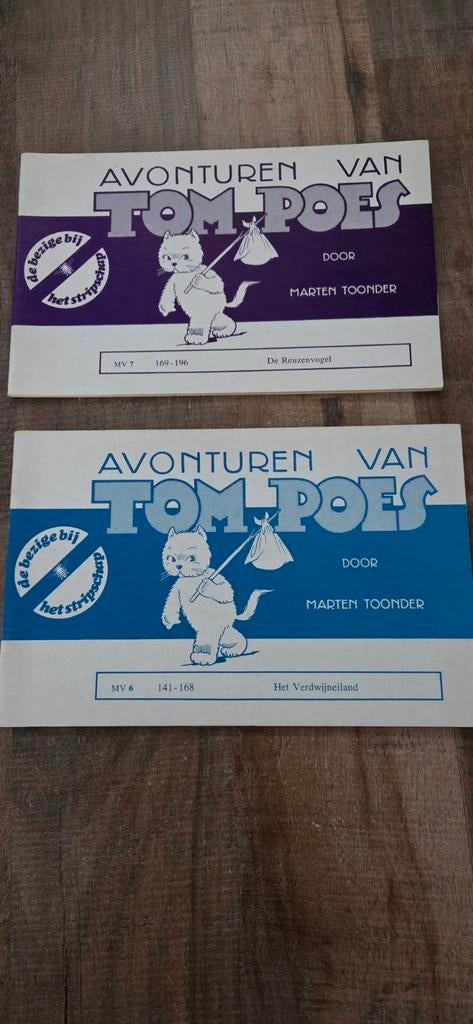 AVONTUREN VAN
TOM POES
de bezige bij
het stripschap
DOOR
MARTEN TOONDER
MV 7 169-196 De Reuzenvogel
AVONTUREN VAN
TOM POES
de bezige bij
het stripschap
DOOR
MARTEN TOONDER
MV 6 141-168 Het Verdwijneiland